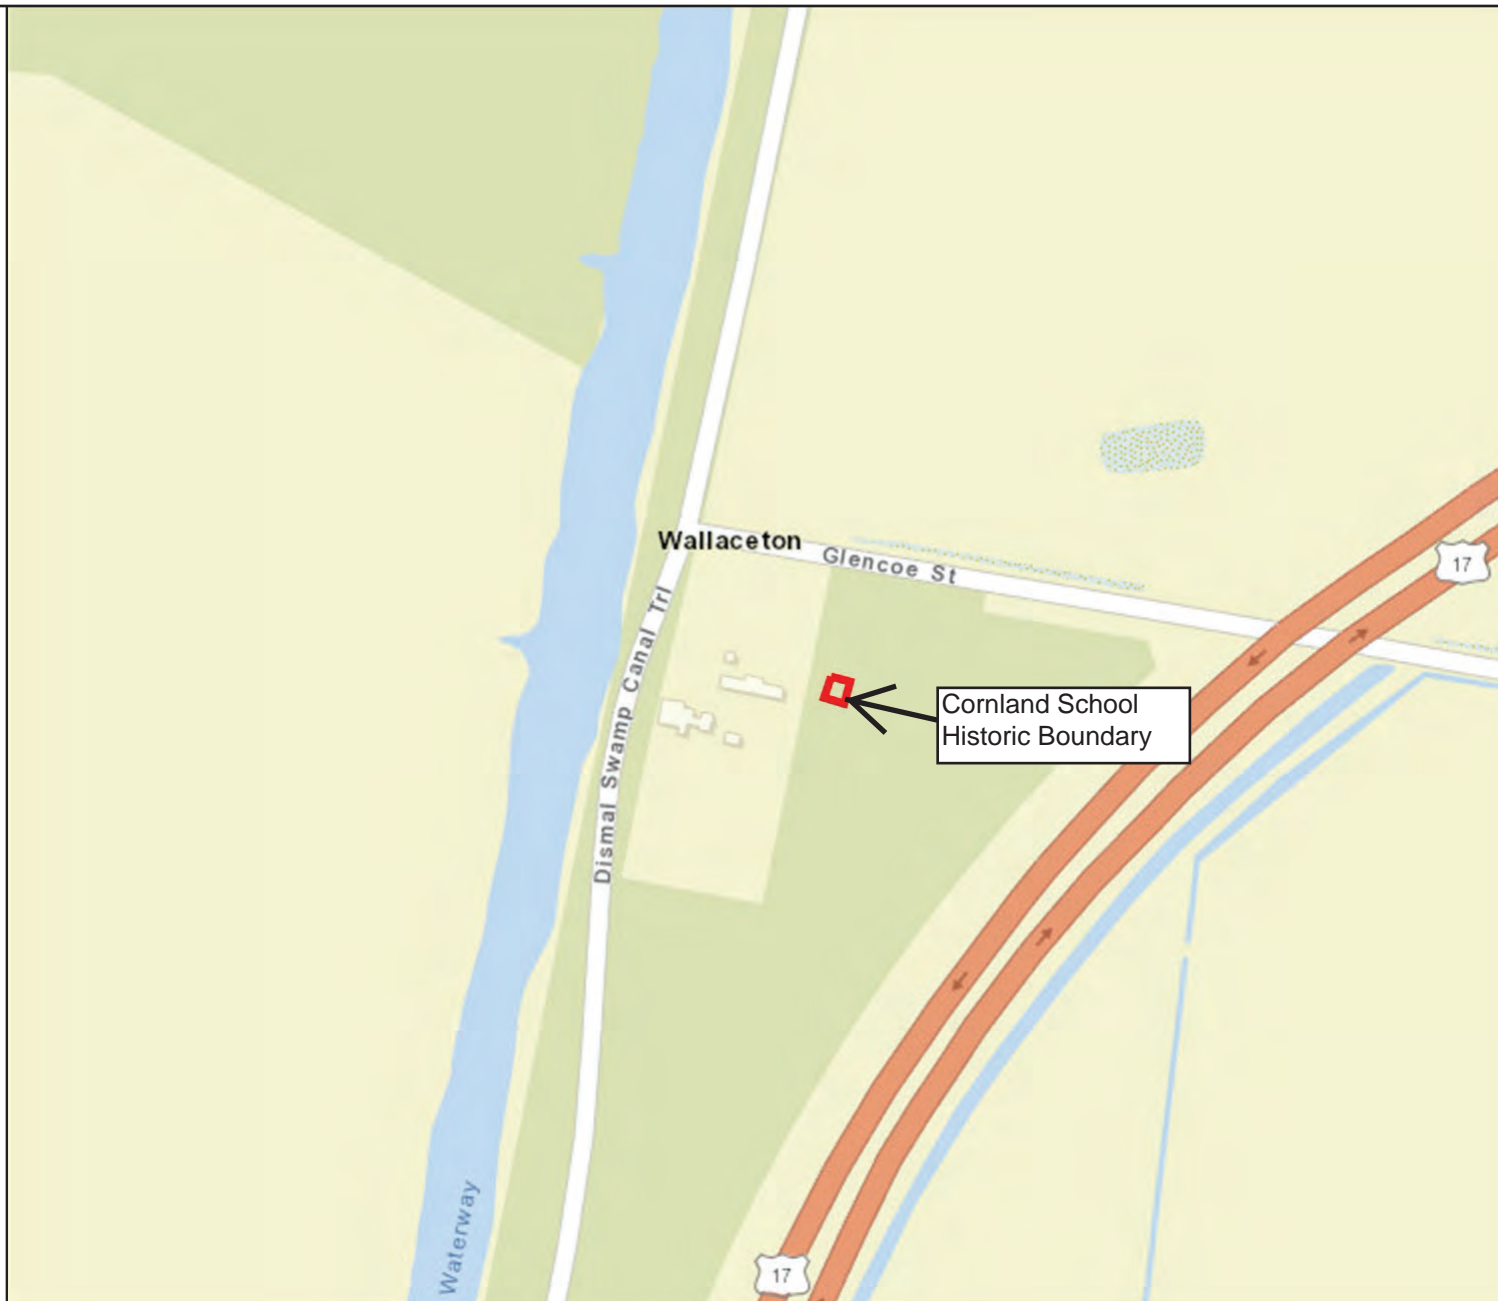 Wallaceton
Glencoe St
17
Dismal Swamp Canal Trl
Cornland School
Historic Boundary
Waterway
17